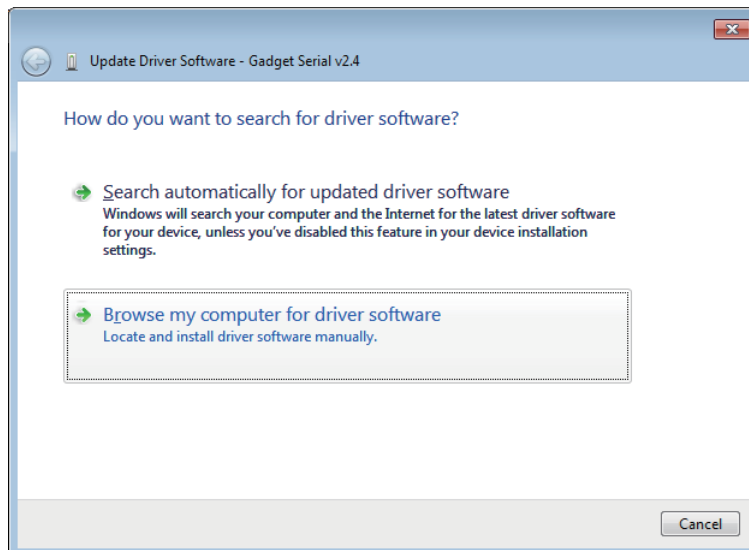 Update Driver Software - Gadget Serial v2.4
How do you want to search for driver software?
Search automatically for updated driver software
Windows will search your computer and the Internet for the latest driver software
for your device, unless you've disabled this feature in your device installation
settings.
Browse my computer for driver software
Locate and install driver software manually.
Cancel